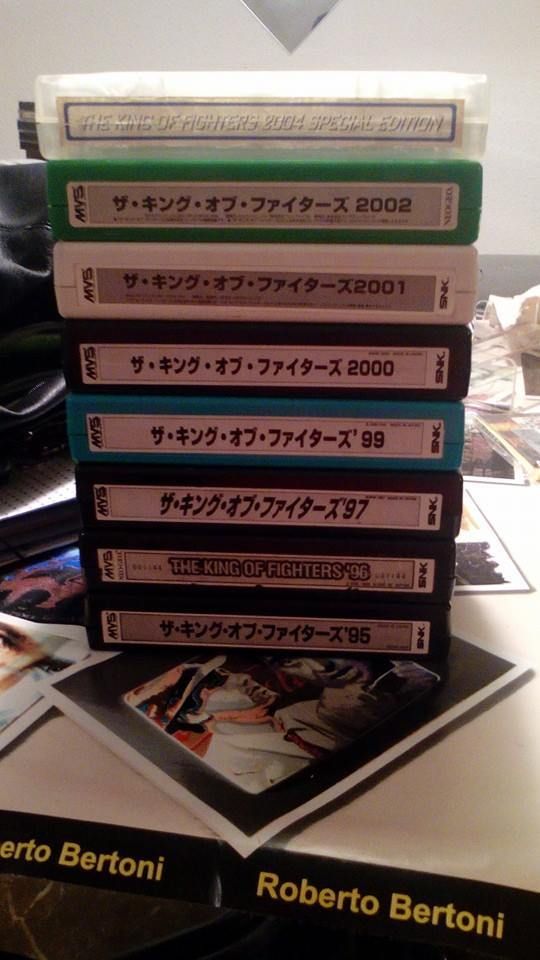 THE KING OF FIGHTERS 2004 SPECIAL EDITION
MVS ザ・キング・オブ・ファイターズ 2002 NEOGEO
MVS ザ・キング・オブ・ファイターズ2001 SNK
MVS ザ・キング・オブ・ファイターズ 2000 SNK
MVS ザ・キング・オブ・ファイターズ'99 SNK
MVS ザ・キング・オブ・ファイターズ'97 SNK
MVS THE KING OF FIGHTERS '96 SNK
MVS ザ・キング・オブ・ファイターズ'95 SNK
erto Bertoni
Roberto Bertoni